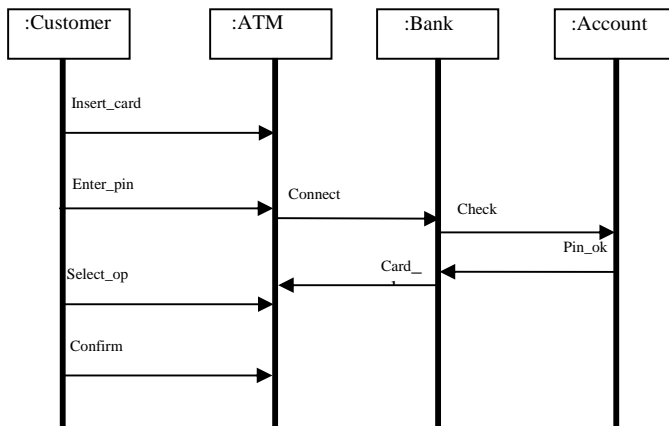 :Customer
:ATM
:Bank
:Account
Insert_card
Enter_pin
Connect
Check
Pin_ok
Card_
Select_op
Confirm